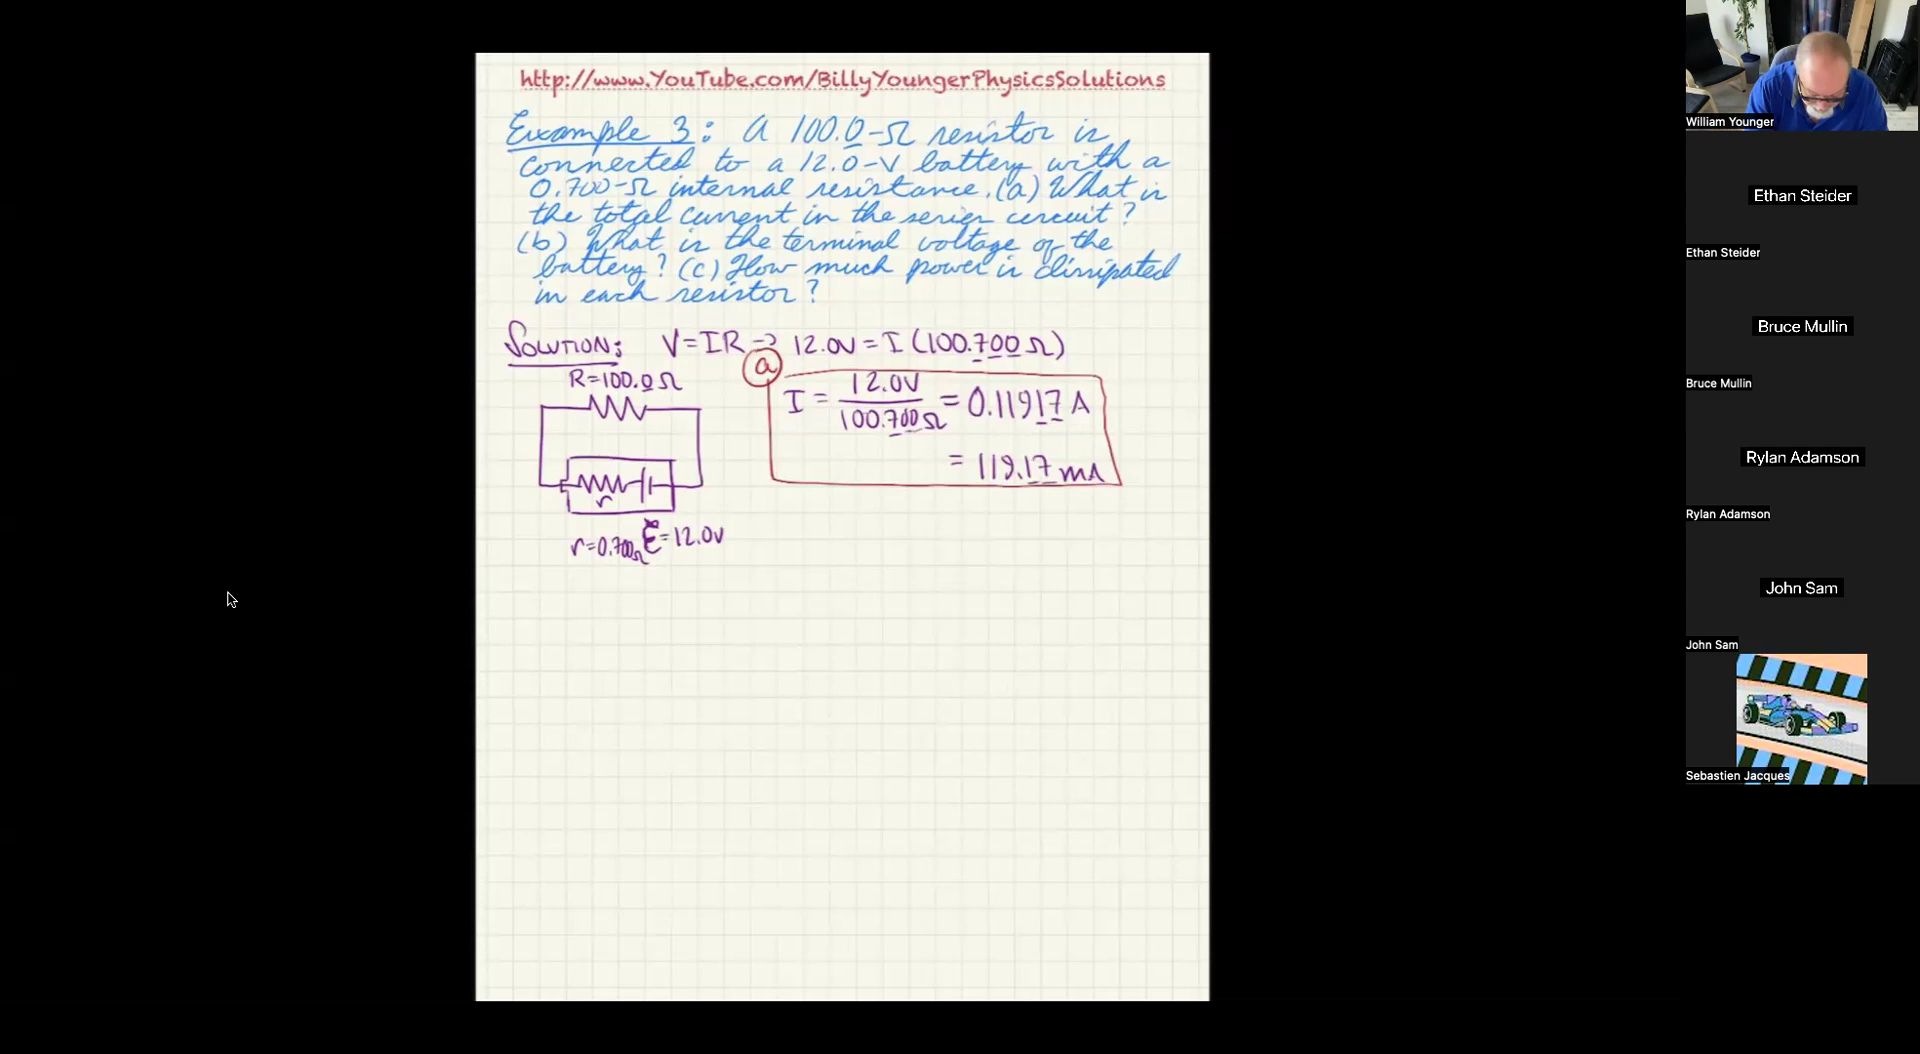 http://www.YouTube.com/BillyYoungerPhysicsSolutions
Example 3: A 100.0-Ω resistor is
connected to a 12.0-V battery with a
0.700-Ω internal resistance. (a) What is
the total current in the series circuit?
(b) What is the terminal voltage of the
battery? (c) How much power is dissipated
in each resistor?
SOLUTION: V=IR → 12.0V = I (100.700Ω)
R=100.0Ω
a
I = 12.0V / 100.700Ω = 0.11917 A
= 119.17 mA
r
r=0.700Ω ℰ=12.0V
William Younger
Ethan Steider
Ethan Steider
Bruce Mullin
Bruce Mullin
Rylan Adamson
Rylan Adamson
John Sam
John Sam
Sebastien Jacques